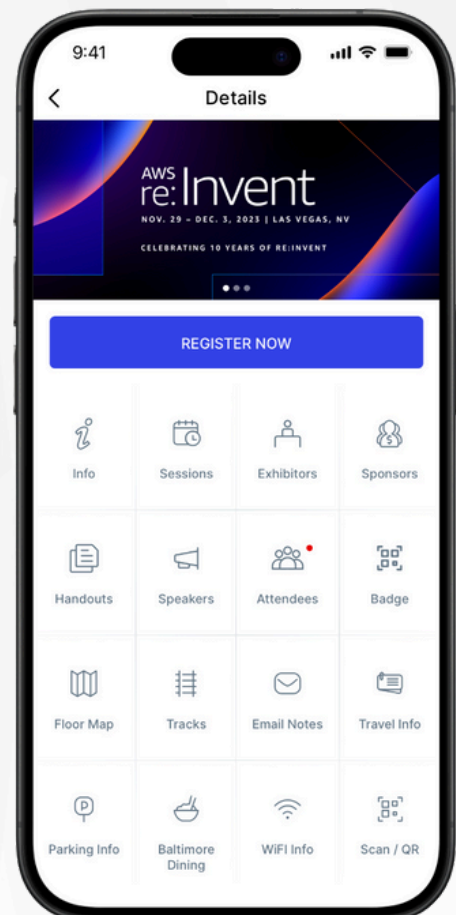 9:41
Details
AWS
re:Invent
NOV. 29 – DEC. 3, 2023 | LAS VEGAS, NV
CELEBRATING 10 YEARS OF RE:INVENT
REGISTER NOW
Info
Sessions
Exhibitors
Sponsors
Handouts
Speakers
Attendees
Badge
Floor Map
Tracks
Email Notes
Travel Info
Parking Info
Baltimore
Dining
WiFI Info
Scan / QR